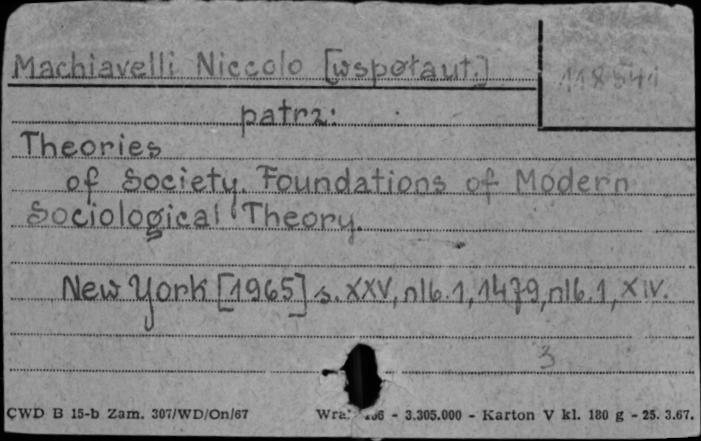 Machiavelli Niccolo [współaut.]
118541
patrz:
Theories
of Society. Foundations of Modern
Sociological Theory.
New York [1965] s. XXV, nlb. 1, 1479, nlb. 1, XIV.
3
CWD B 15-b Zam. 307/WD/On/67 - 3.305.000 - Karton V kl. 180 g - 25. 3.67.